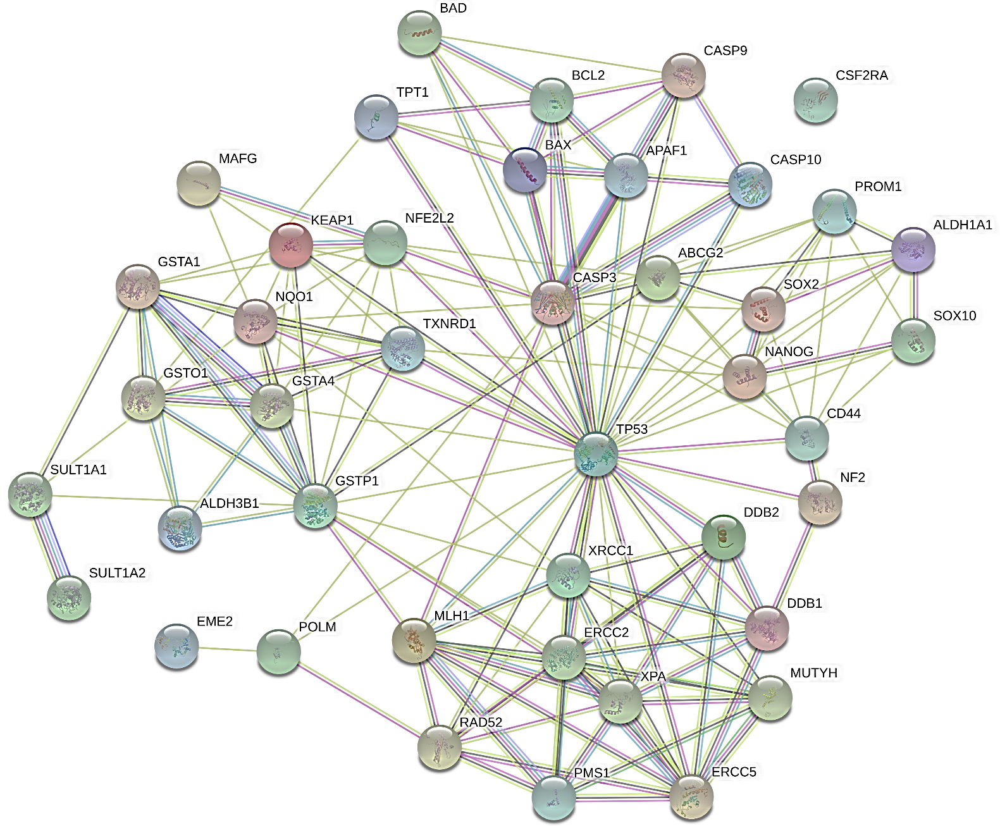 BAD
CASP9
BCL2
CSF2RA
TPT1
BAX
APAF1
MAFG
CASP10
PROM1
KEAP1
NFE2L2
ALDH1A1
GSTA1
ABCG2
CASP3
SOX2
NQO1
SOX10
TXNRD1
NANOG
GSTO1
GSTA4
CD44
TP53
SULT1A1
GSTP1
NF2
ALDH3B1
DDB2
XRCC1
SULT1A2
DDB1
MLH1
EME2
POLM
ERCC2
XPA
MUTYH
RAD52
PMS1
ERCC5